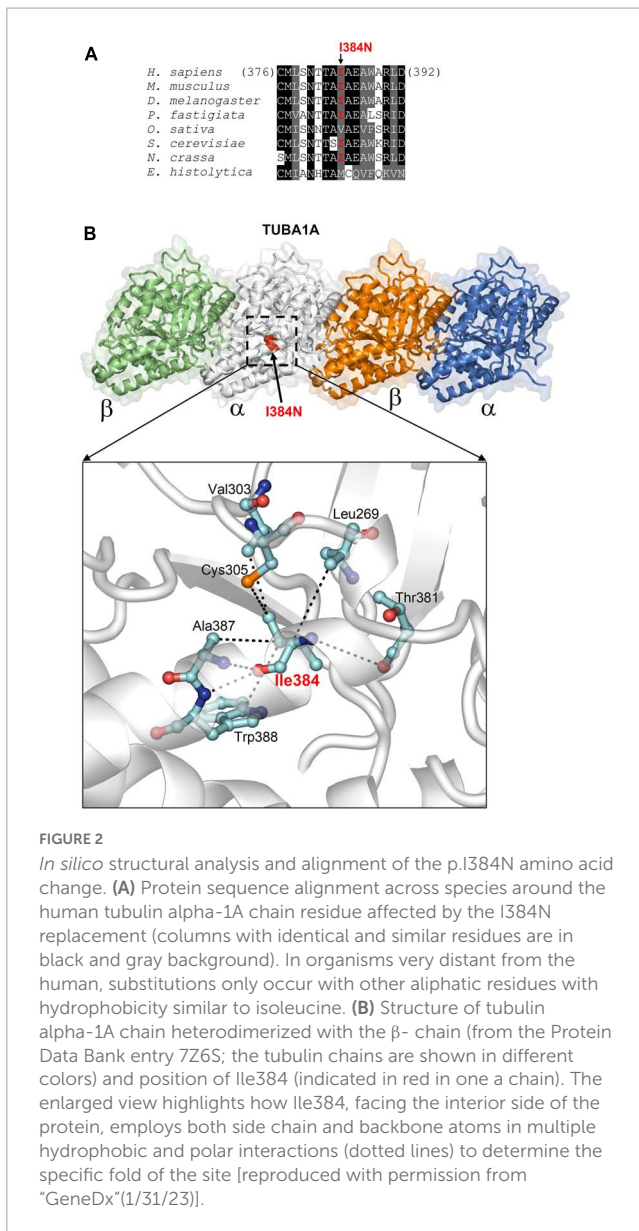 A
I384N
H. sapiens (376) CMLSNTTAIAEAWARLD (392)
M. musculus CMLSNTTAIAEAWARLD
D. melanogaster CMLSNTTAIAEAWARLD
P. fastigiata CMVANTTAIAEALSRID
O. sativa CMISNNTAVAEVFSRID
S. cerevisiae CMLSNTTSIAEAWKRID
N. crassa SMLSNTTAIAEAWSRLD
E. histolytica CMIANHTAMCQVFQKVN
B
TUBA1A
β α β α
I384N
Val303
Leu269
Cys305
Thr381
Ala387
Ile384
Trp388
FIGURE 2
In silico structural analysis and alignment of the p.I384N amino acid
change. (A) Protein sequence alignment across species around the
human tubulin alpha-1A chain residue affected by the I384N
replacement (columns with identical and similar residues are in
black and gray background). In organisms very distant from the
human, substitutions only occur with other aliphatic residues with
hydrophobicity similar to isoleucine. (B) Structure of tubulin
alpha-1A chain heterodimerized with the β- chain (from the Protein
Data Bank entry 7Z6S; the tubulin chains are shown in different
colors) and position of Ile384 (indicated in red in one a chain). The
enlarged view highlights how Ile384, facing the interior side of the
protein, employs both side chain and backbone atoms in multiple
hydrophobic and polar interactions (dotted lines) to determine the
specific fold of the site [reproduced with permission from
“GeneDx”(1/31/23)].